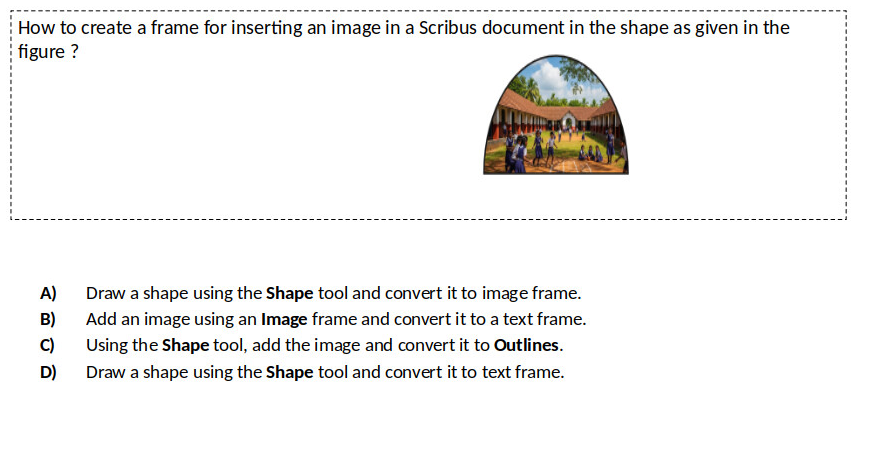 How to create a frame for inserting an image in a Scribus document in the shape as given in the
figure ?
A) Draw a shape using the Shape tool and convert it to image frame.
B) Add an image using an Image frame and convert it to a text frame.
C) Using the Shape tool, add the image and convert it to Outlines.
D) Draw a shape using the Shape tool and convert it to text frame.